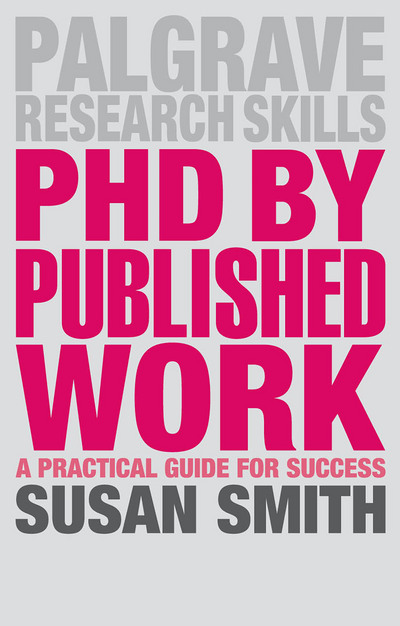 PALGRAVE
RESEARCH SKILLS
PHD BY
PUBLISHED
WORK
A PRACTICAL GUIDE FOR SUCCESS
SUSAN SMITH